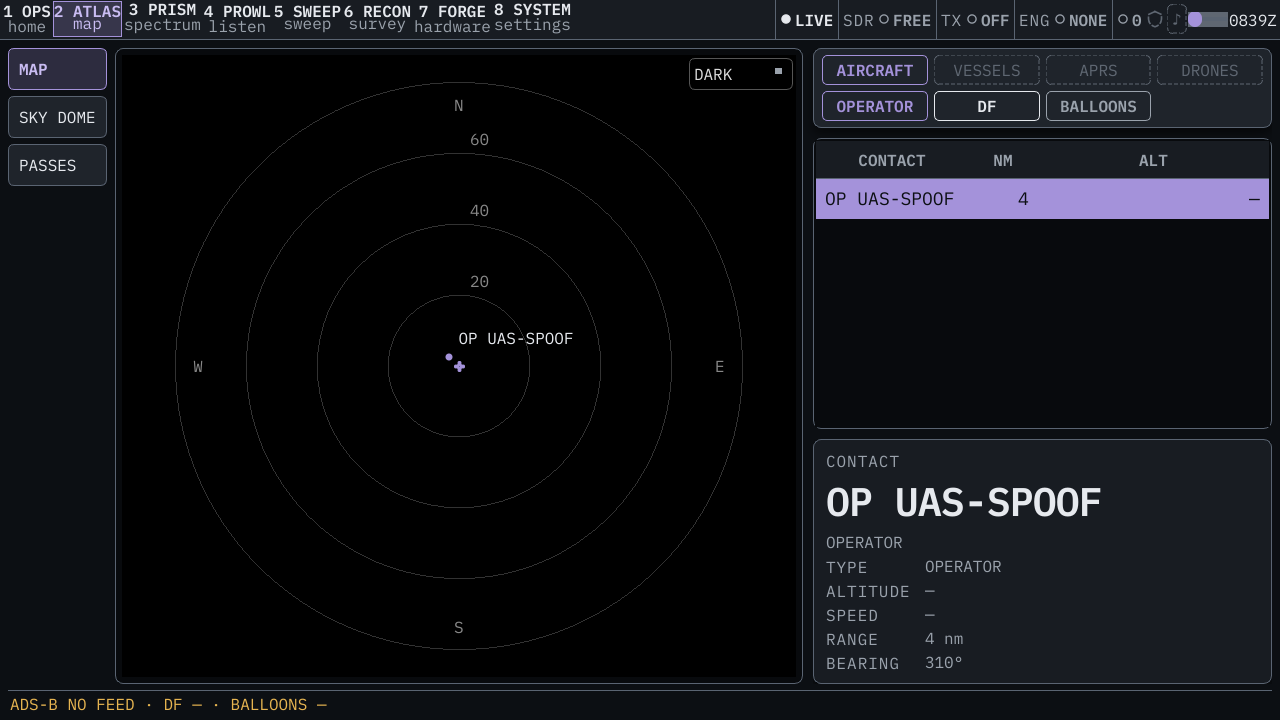 1 OPS 2 ATLAS 3 PRISM 4 PROWL 5 SWEEP 6 RECON 7 FORGE 8 SYSTEM
home map spectrum listen sweep survey hardware settings
LIVE SDR FREE TX OFF ENG NONE 0 ♪ 0839Z
MAP
SKY DOME
PASSES
DARK
N
60
40
20
OP UAS-SPOOF
W E
S
AIRCRAFT VESSELS APRS DRONES
OPERATOR DF BALLOONS
CONTACT NM ALT
OP UAS-SPOOF 4 —
CONTACT
OP UAS-SPOOF
OPERATOR
TYPE OPERATOR
ALTITUDE —
SPEED —
RANGE 4 nm
BEARING 310°
ADS-B NO FEED · DF — · BALLOONS —